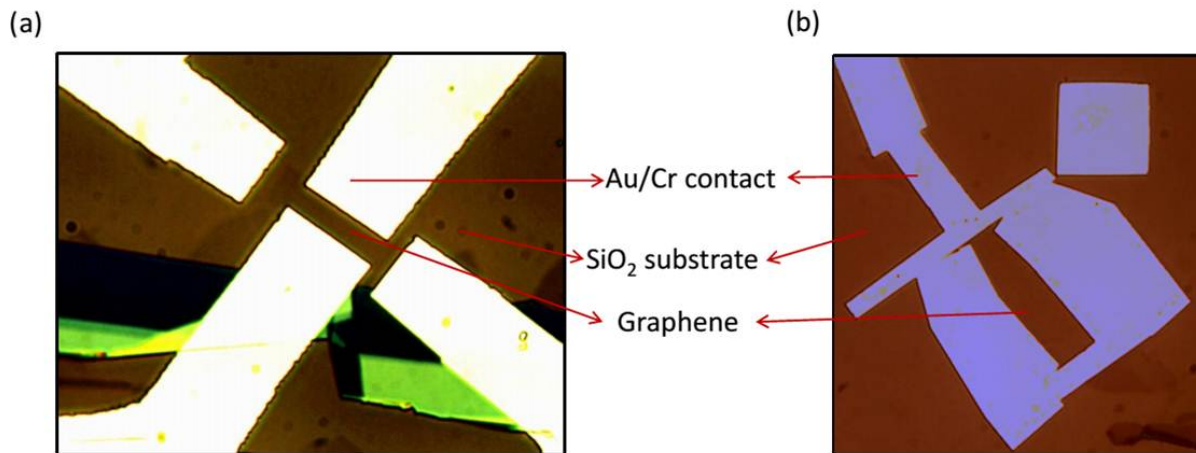 (a)
(b)
Au/Cr contact
SiO₂ substrate
Graphene